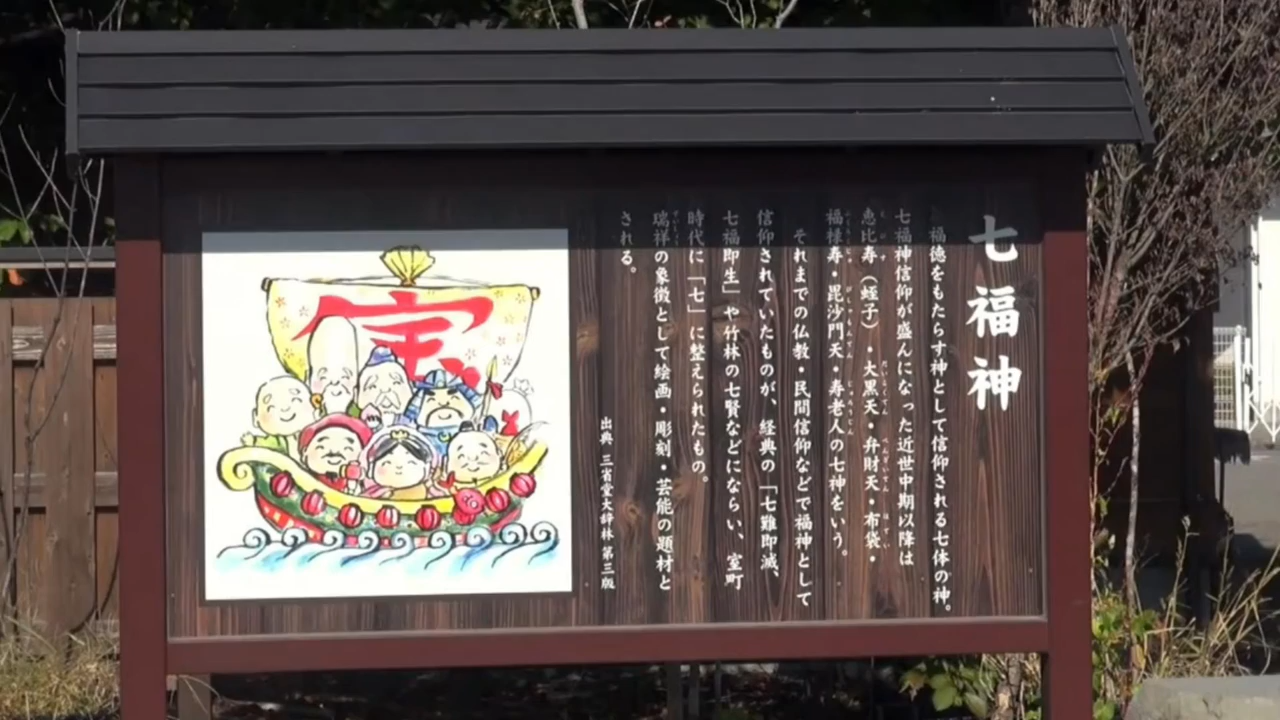 七福神
福徳をもたらす神として信仰される七体の神。
七福神信仰が盛んになった近世中期以降は
恵比寿（蛭子）・大黒天・弁財天・布袋・
福禄寿・毘沙門天・寿老人の七神をいう。
それまでの仏教・民間信仰などで福神として
信仰されていたものが、経典の「七難即滅、
七福即生」や竹林の七賢などにならい、室町
時代に「七」に整えられたもの。
瑞祥の象徴として絵画・彫刻・芸能の題材と
される。
出典 三省堂大辞林 第三版
宝